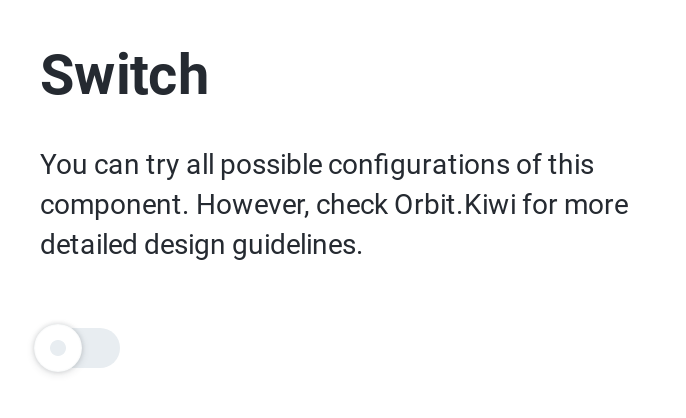 Switch
You can try all possible configurations of this
component. However, check Orbit.Kiwi for more
detailed design guidelines.